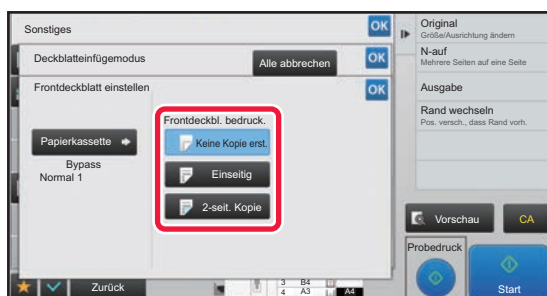 Sonstiges
OK
Deckblatteinfügemodus
Alle abbrechen
OK
Frontdeckblatt einstellen
OK
Frontdeckbl. bedruck.
Papierkassette
Keine Kopie erst.
Bypass
Normal 1
Einseitig
2-seit. Kopie
Zurück
3 B4
4 A3
A4
Original
Größe/Ausrichtung ändern
N-auf
Mehrere Seiten auf eine Seite
Ausgabe
Rand wechseln
Pos. versch., dass Rand vorh.
Vorschau
CA
Probedruck
Start